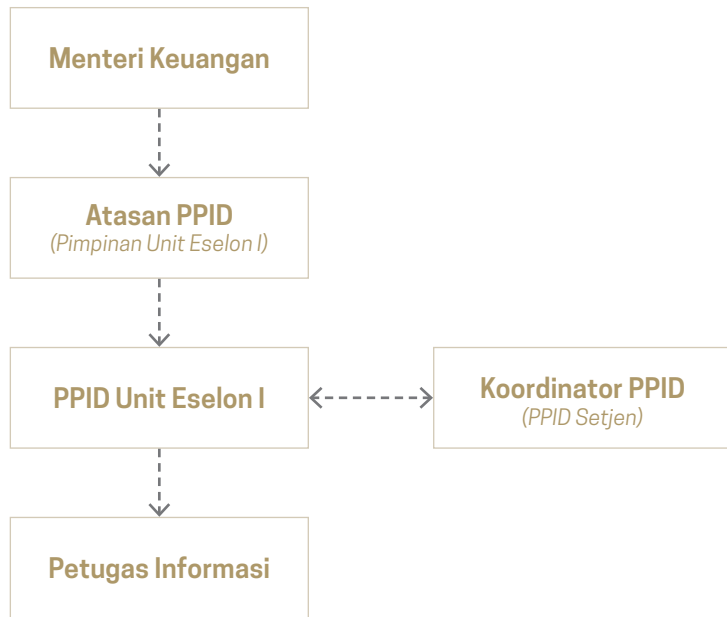 Menteri Keuangan
Atasan PPID
(Pimpinan Unit Eselon I)
PPID Unit Eselon I
Koordinator PPID
(PPID Setjen)
Petugas Informasi